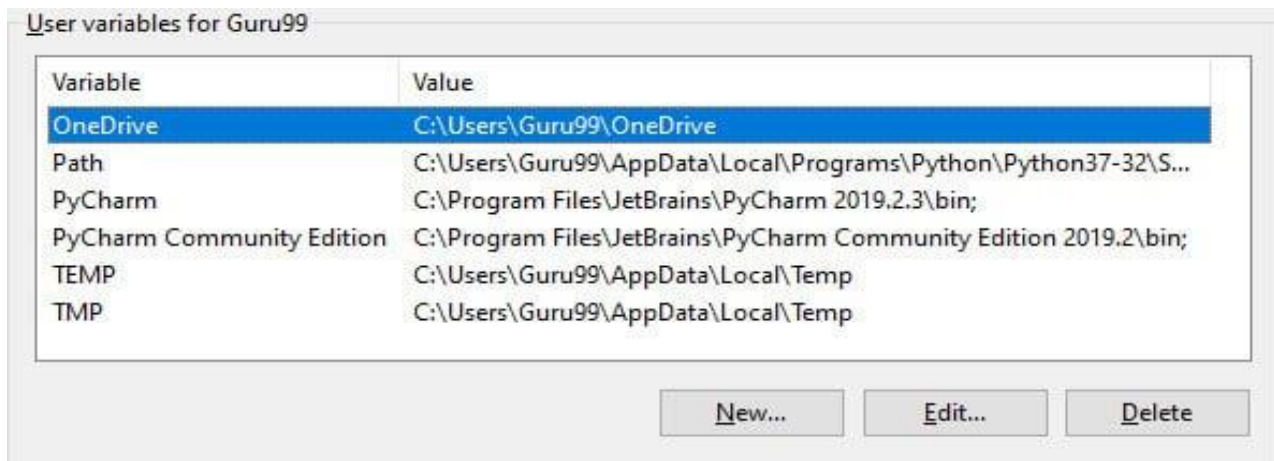 User variables for Guru99
Variable Value
OneDrive C:\Users\Guru99\OneDrive
Path C:\Users\Guru99\AppData\Local\Programs\Python\Python37-32\S...
PyCharm C:\Program Files\JetBrains\PyCharm 2019.2.3\bin;
PyCharm Community Edition C:\Program Files\JetBrains\PyCharm Community Edition 2019.2\bin;
TEMP C:\Users\Guru99\AppData\Local\Temp
TMP C:\Users\Guru99\AppData\Local\Temp
New... Edit... Delete